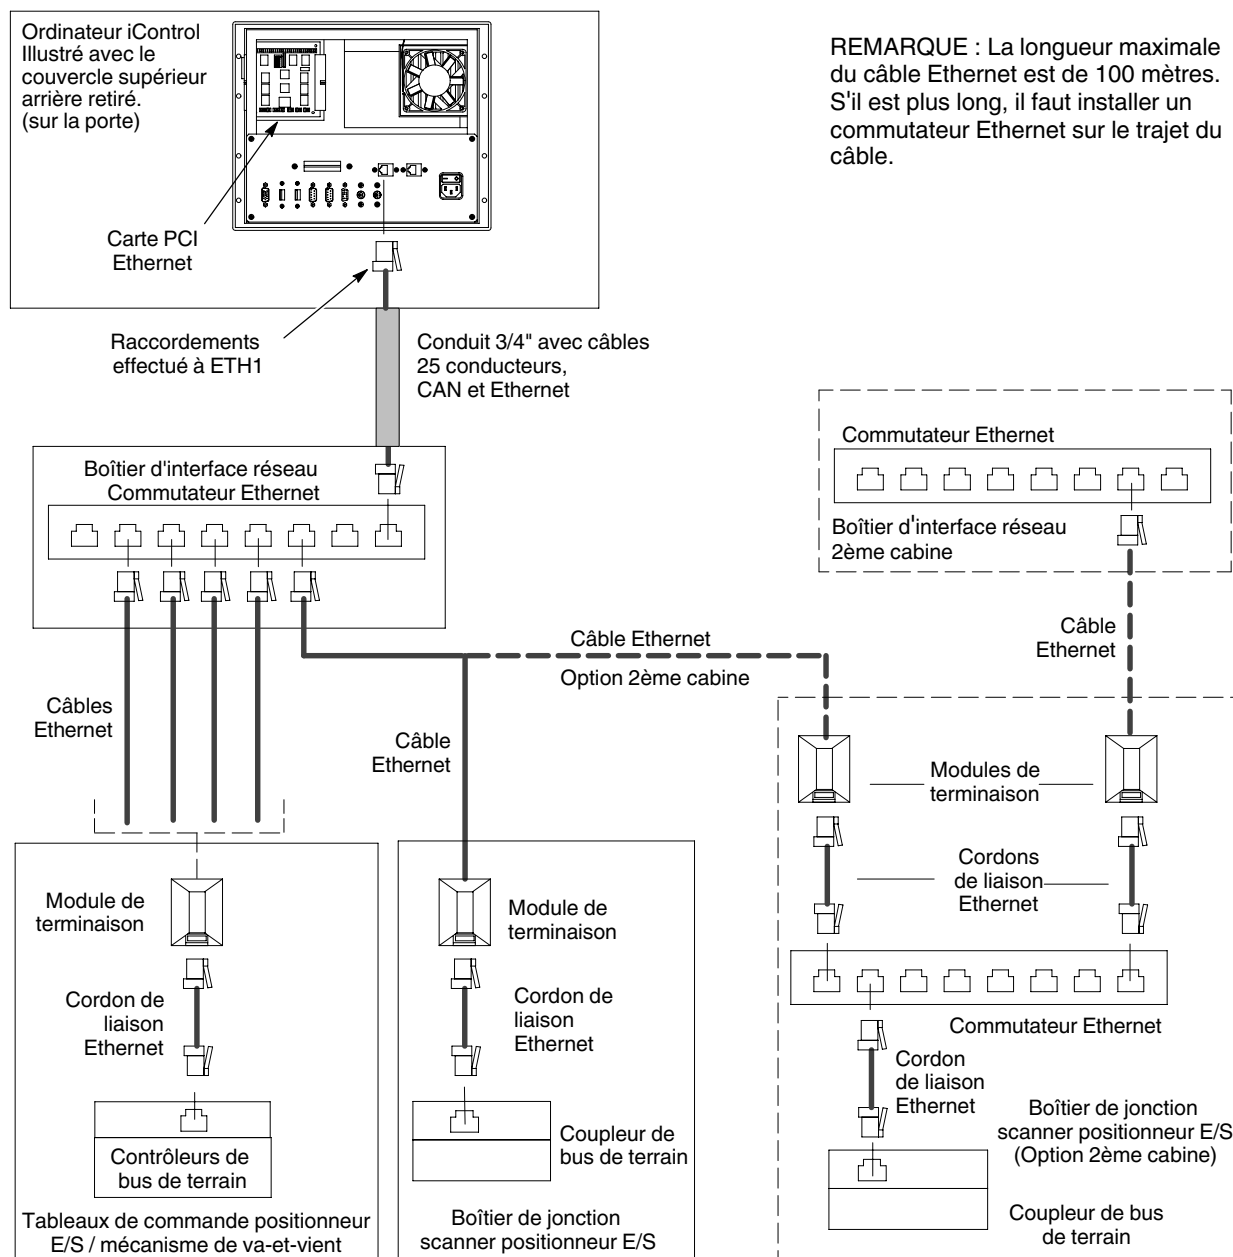 Ordinateur iControl
Illustré avec le
couvercle supérieur
arrière retiré.
(sur la porte)
REMARQUE : La longueur maximale
du câble Ethernet est de 100 mètres.
S'il est plus long, il faut installer un
commutateur Ethernet sur le trajet du
câble.
Carte PCI
Ethernet
Raccordements
effectué à ETH1
Conduit 3/4" avec câbles
25 conducteurs,
CAN et Ethernet
Boîtier d'interface réseau
Commutateur Ethernet
Commutateur Ethernet
Boîtier d'interface réseau
2ème cabine
Câble
Ethernet
Câble Ethernet
Option 2ème cabine
Câbles
Ethernet
Câble
Ethernet
Modules de
terminaison
Cordons
de liaison
Ethernet
Module de
terminaison
Module de
terminaison
Cordon de
liaison
Ethernet
Cordon de
liaison
Ethernet
Commutateur Ethernet
Cordon
de liaison
Ethernet
Boîtier de jonction
scanner positionneur E/S
(Option 2ème cabine)
Contrôleurs de
bus de terrain
Coupleur de
bus de terrain
Coupleur de bus
de terrain
Tableaux de commande positionneur
E/S / mécanisme de va-et-vient
Boîtier de jonction
scanner positionneur E/S